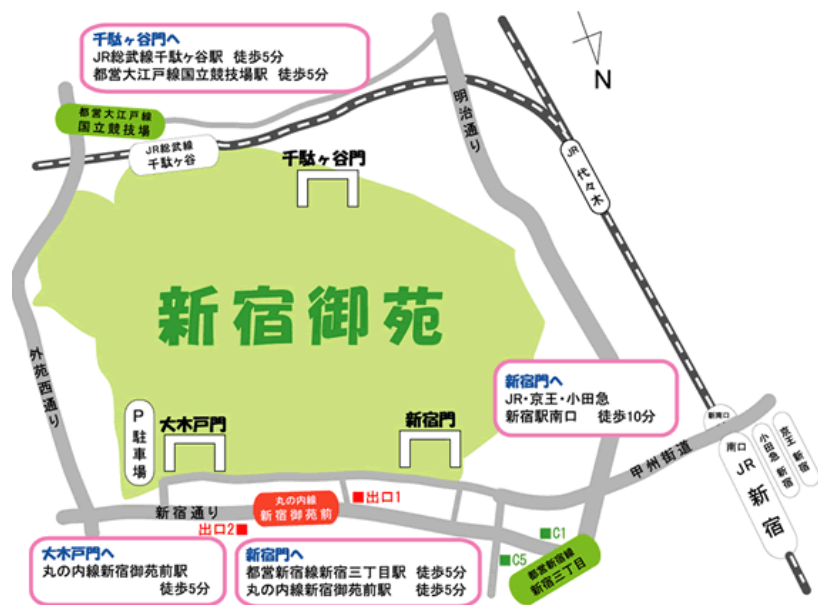 千駄ヶ谷門へ
JR総武線千駄ヶ谷駅 徒歩5分
都営大江戸線国立競技場駅 徒歩5分
N
都営大江戸線
国立競技場
JR総武線
千駄ヶ谷
明治通り
JR 代々木
千駄ヶ谷門
新宿御苑
外苑西通り
新宿門へ
JR・京王・小田急
新宿駅南口 徒歩10分
P 駐車場
大木戸門
新宿門
甲州街道
新南口
南口
JR 新宿
小田急 新宿
京王 新宿
新宿通り
丸の内線
新宿御苑前
■出口1
出口2■
■C1
■C5
都営新宿線
新宿三丁目
大木戸門へ
丸の内線新宿御苑前駅
徒歩5分
新宿門へ
都営新宿線新宿三丁目駅 徒歩5分
丸の内線新宿御苑前駅 徒歩5分